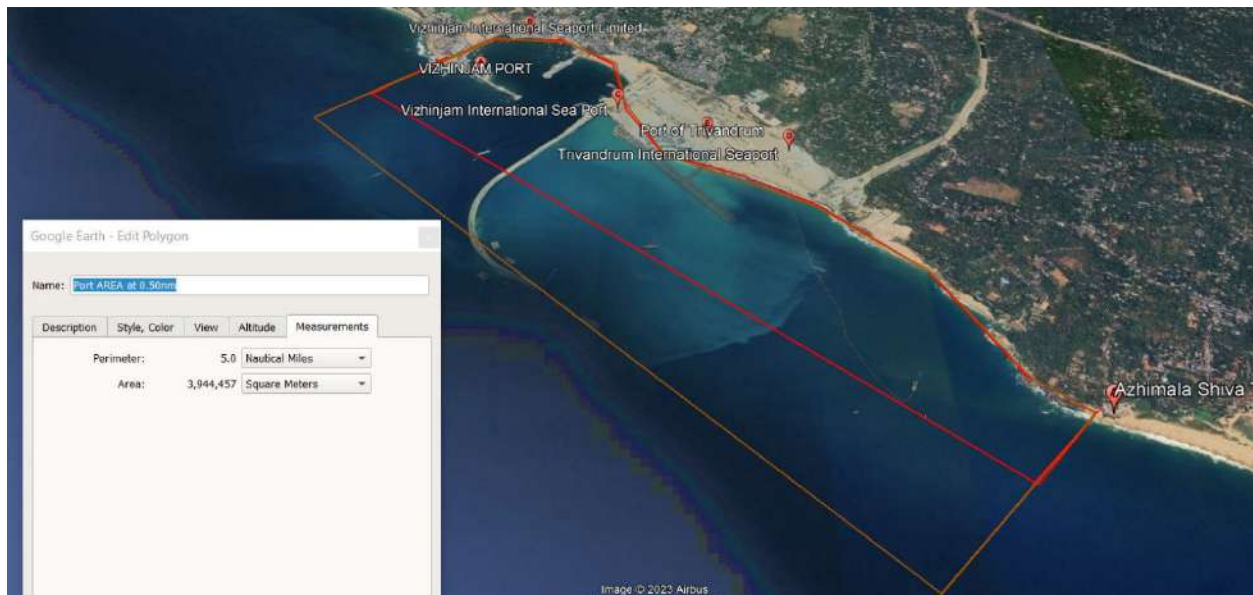 Vizhinjam International Seaport Limited
VIZHINJAM PORT
Vizhinjam International Sea Port
Port of Trivandrum
Trivandrum International Seaport
Azhimala Shiva
Google Earth - Edit Polygon
Name: Port AREA at 0.50nm
Description Style, Color View Altitude Measurements
Perimeter: 5.0 Nautical Miles
Area: 3,944,457 Square Meters
Image © 2023 Airbus